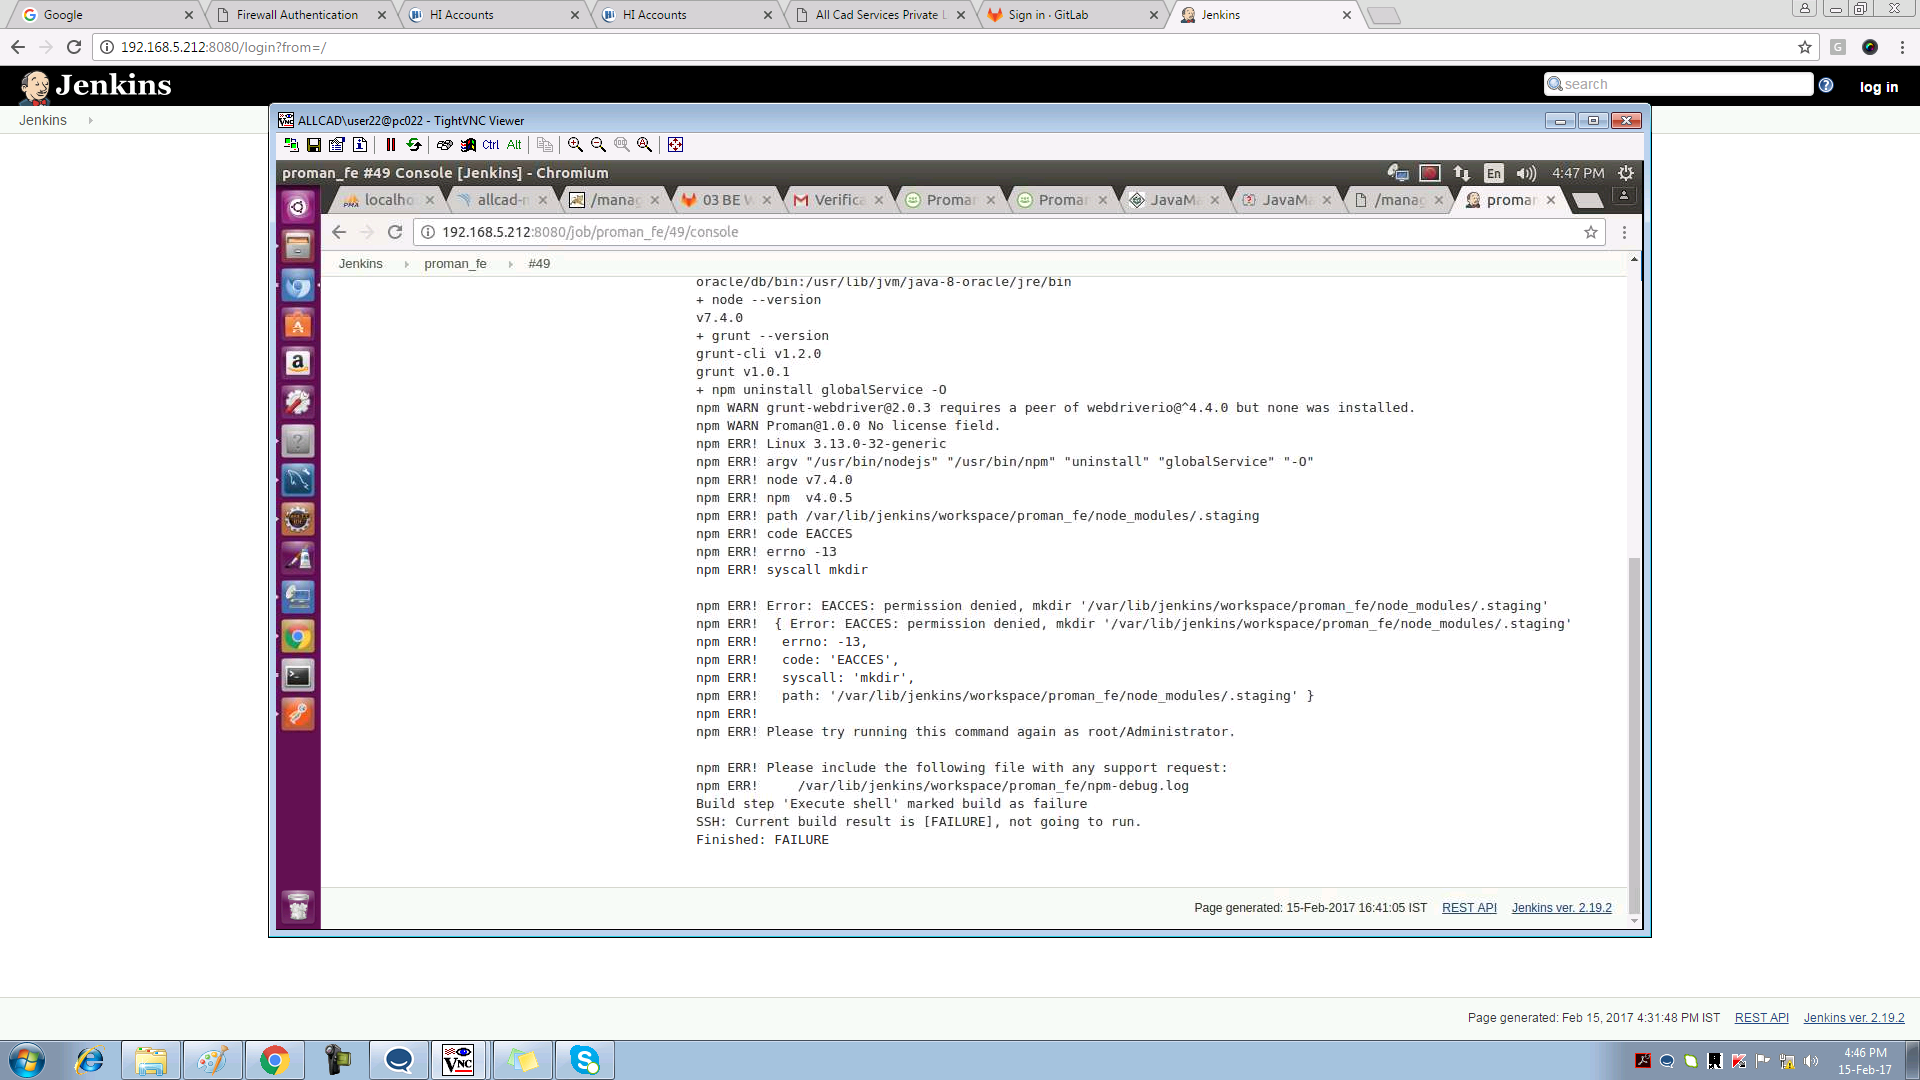 Google
Firewall Authentication
HI Accounts
HI Accounts
All Cad Services Private L
Sign in · GitLab
Jenkins
192.168.5.212:8080/login?from=/
Jenkins
search
log in
Jenkins
ALLCAD\user22@pc022 - TightVNC Viewer
Ctrl Alt
proman_fe #49 Console [Jenkins] - Chromium
En
4:47 PM
localho
allcad-r
/manag
03 BE W
Verifica
Proman
Proman
JavaMa
JavaMa
/manag
proman
192.168.5.212:8080/job/proman_fe/49/console
Jenkins
proman_fe
#49
oracle/db/bin:/usr/lib/jvm/java-8-oracle/jre/bin
+ node --version
v7.4.0
+ grunt --version
grunt-cli v1.2.0
grunt v1.0.1
+ npm uninstall globalService -O
npm WARN grunt-webdriver@2.0.3 requires a peer of webdriverio@^4.4.0 but none was installed.
npm WARN Proman@1.0.0 No license field.
npm ERR! Linux 3.13.0-32-generic
npm ERR! argv "/usr/bin/nodejs" "/usr/bin/npm" "uninstall" "globalService" "-O"
npm ERR! node v7.4.0
npm ERR! npm  v4.0.5
npm ERR! path /var/lib/jenkins/workspace/proman_fe/node_modules/.staging
npm ERR! code EACCES
npm ERR! errno -13
npm ERR! syscall mkdir
npm ERR! Error: EACCES: permission denied, mkdir '/var/lib/jenkins/workspace/proman_fe/node_modules/.staging'
npm ERR!  { Error: EACCES: permission denied, mkdir '/var/lib/jenkins/workspace/proman_fe/node_modules/.staging'
npm ERR!   errno: -13,
npm ERR!   code: 'EACCES',
npm ERR!   syscall: 'mkdir',
npm ERR!   path: '/var/lib/jenkins/workspace/proman_fe/node_modules/.staging' }
npm ERR!
npm ERR! Please try running this command again as root/Administrator.
npm ERR! Please include the following file with any support request:
npm ERR!     /var/lib/jenkins/workspace/proman_fe/npm-debug.log
Build step 'Execute shell' marked build as failure
SSH: Current build result is [FAILURE], not going to run.
Finished: FAILURE
Page generated: 15-Feb-2017 16:41:05 IST
REST API
Jenkins ver. 2.19.2
Page generated: Feb 15, 2017 4:31:48 PM IST
REST API
Jenkins ver. 2.19.2
4:46 PM
15-Feb-17